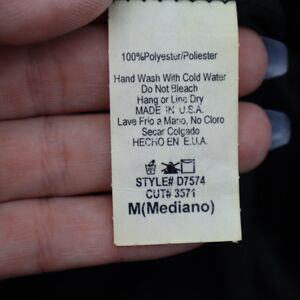 100%Polyester/Poliester
Hand Wash With Cold Water
Do Not Bleach
Hang or Line Dry
MADE IN U.S.A.
Lave Frio a Mano, No Cloro
Secar Colgado
HECHO EN E.U.A.
STYLE# D7574
CUT# 3571
M(Mediano)